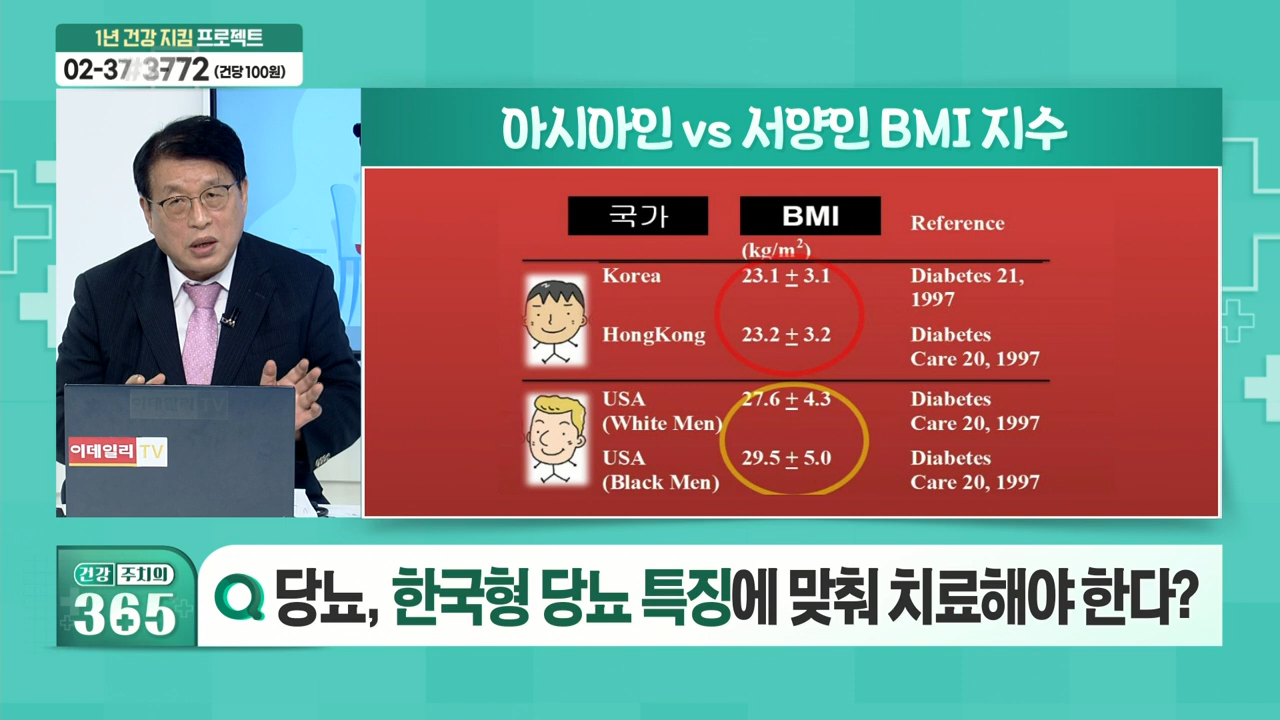 1년 건강 지킴 프로젝트
(건당 100원)
아시아인 vs 서양인 BMI 지수
국가 BMI Reference
(kg/m²)
Korea 23.1 ± 3.1 Diabetes 21,
1997
HongKong 23.2 ± 3.2 Diabetes
Care 20, 1997
USA 27.6 ± 4.3 Diabetes
(White Men) Care 20, 1997
USA 29.5 ± 5.0 Diabetes
(Black Men) Care 20, 1997
이데일리TV
이데일리 TV
건강 주치의
365
Q 당뇨, 한국형 당뇨 특징에 맞춰 치료해야 한다?